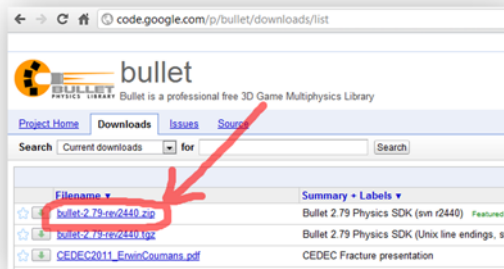 code.google.com/p/bullet/downloads/list
BULLET
PHYSICS LIBRARY
bullet
Bullet is a professional free 3D Game Multiphysics Library
Project Home Downloads Issues Source
Search Current downloads for Search
Filename ▼ Summary + Labels ▼
bullet-2.79-rev2440.zip Bullet 2.79 Physics SDK (svn r2440) Featured
bullet-2.79-rev2440.tgz Bullet 2.79 Physics SDK (Unix line endings, s
CEDEC2011_ErwinCoumans.pdf CEDEC Fracture presentation